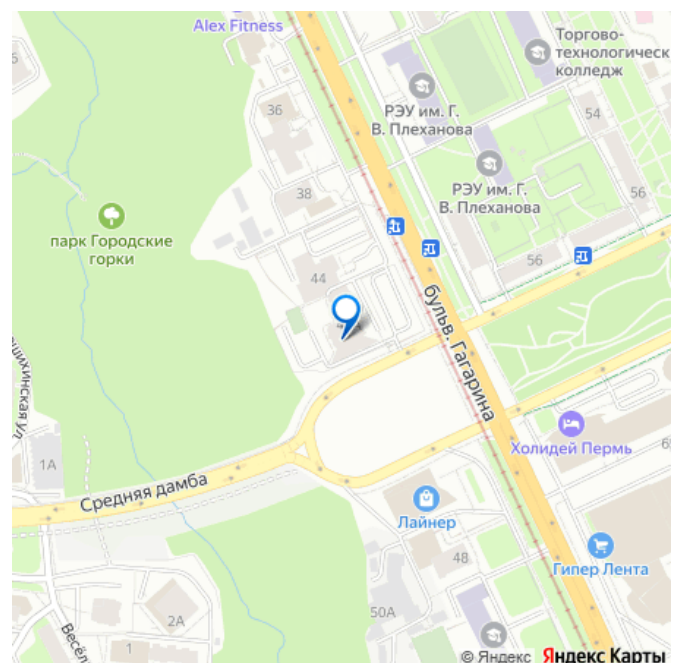 Alex Fitness
Торгово-
технологическ
колледж
36
РЭУ им. Г.
В. Плеханова
54
38
РЭУ им. Г.
В. Плеханова
56
парк Городские
горки
56
44
бульв. Гагарина
Холидей Пермь
1А
Средняя дамба
Лайнер
48
Гипер Лента
50А
2А
1
Весёл
© Яндекс Яндекс Карты